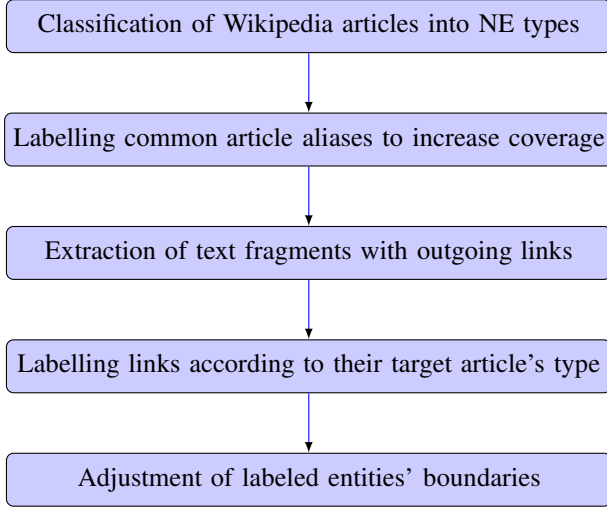 Classification of Wikipedia articles into NE types
Labelling common article aliases to increase coverage
Extraction of text fragments with outgoing links
Labelling links according to their target article's type
Adjustment of labeled entities' boundaries